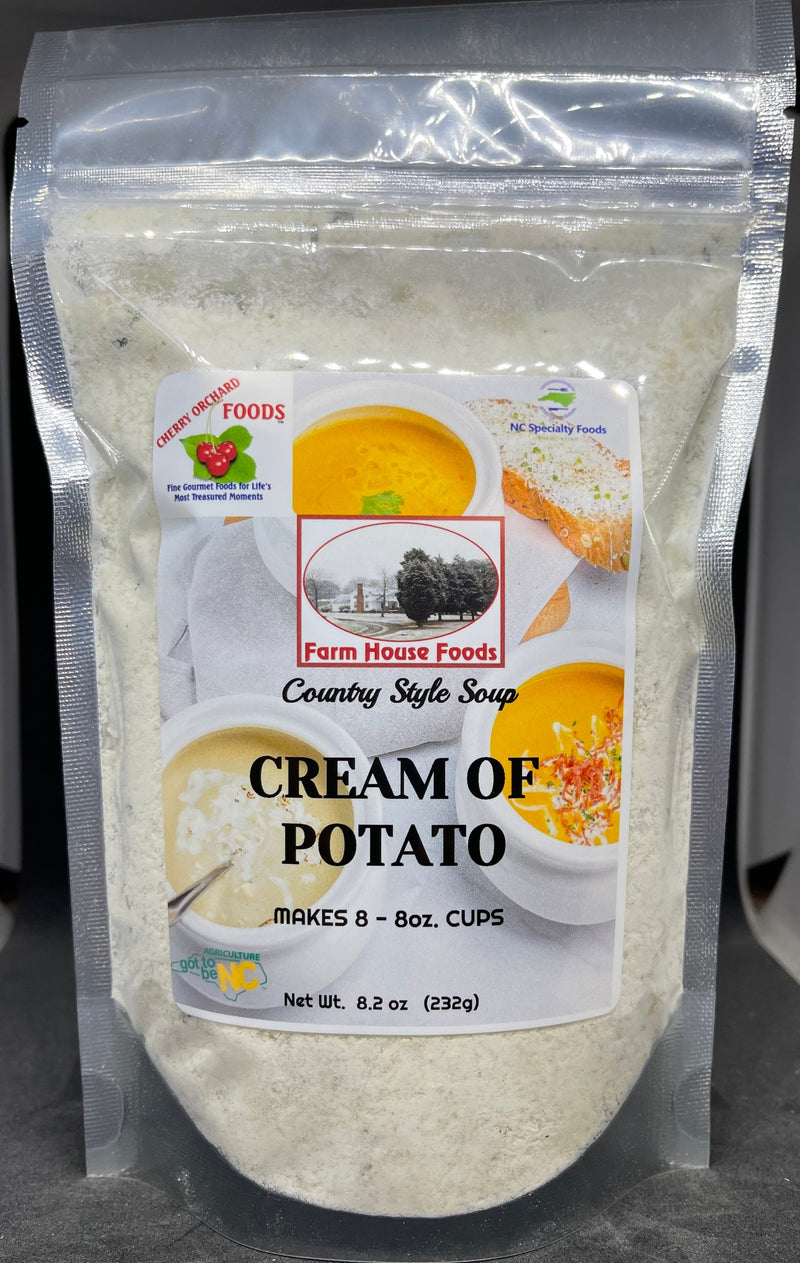 CHERRY ORCHARD
FOODS™
Fine Gourmet Foods for Life's
Most Treasured Moments
NC Specialty Foods
Farm House Foods
Country Style Soup
CREAM OF
POTATO
MAKES 8 - 8oz. CUPS
AGRICULTURE
got to
be NC
Net Wt. 8.2 oz (232g)